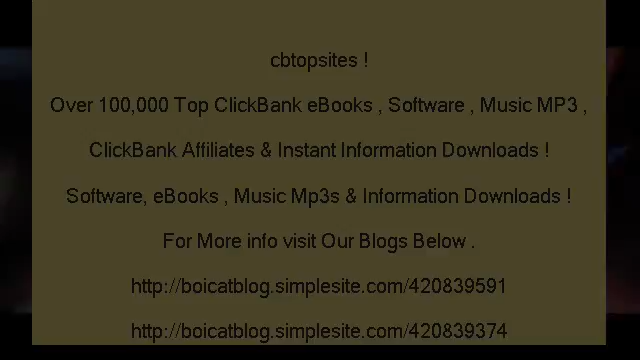 cbtopsites !
Over 100,000 Top ClickBank eBooks , Software , Music MP3 ,
ClickBank Affiliates & Instant Information Downloads !
Software, eBooks , Music Mp3s & Information Downloads !
For More info visit Our Blogs Below .
http://boicatblog.simplesite.com/420839591
http://boicatblog.simplesite.com/420839374